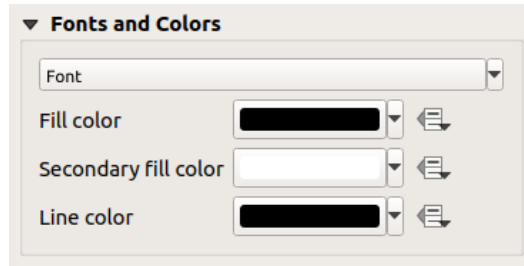 Fonts and Colors
Font
Fill color
Secondary fill color
Line color